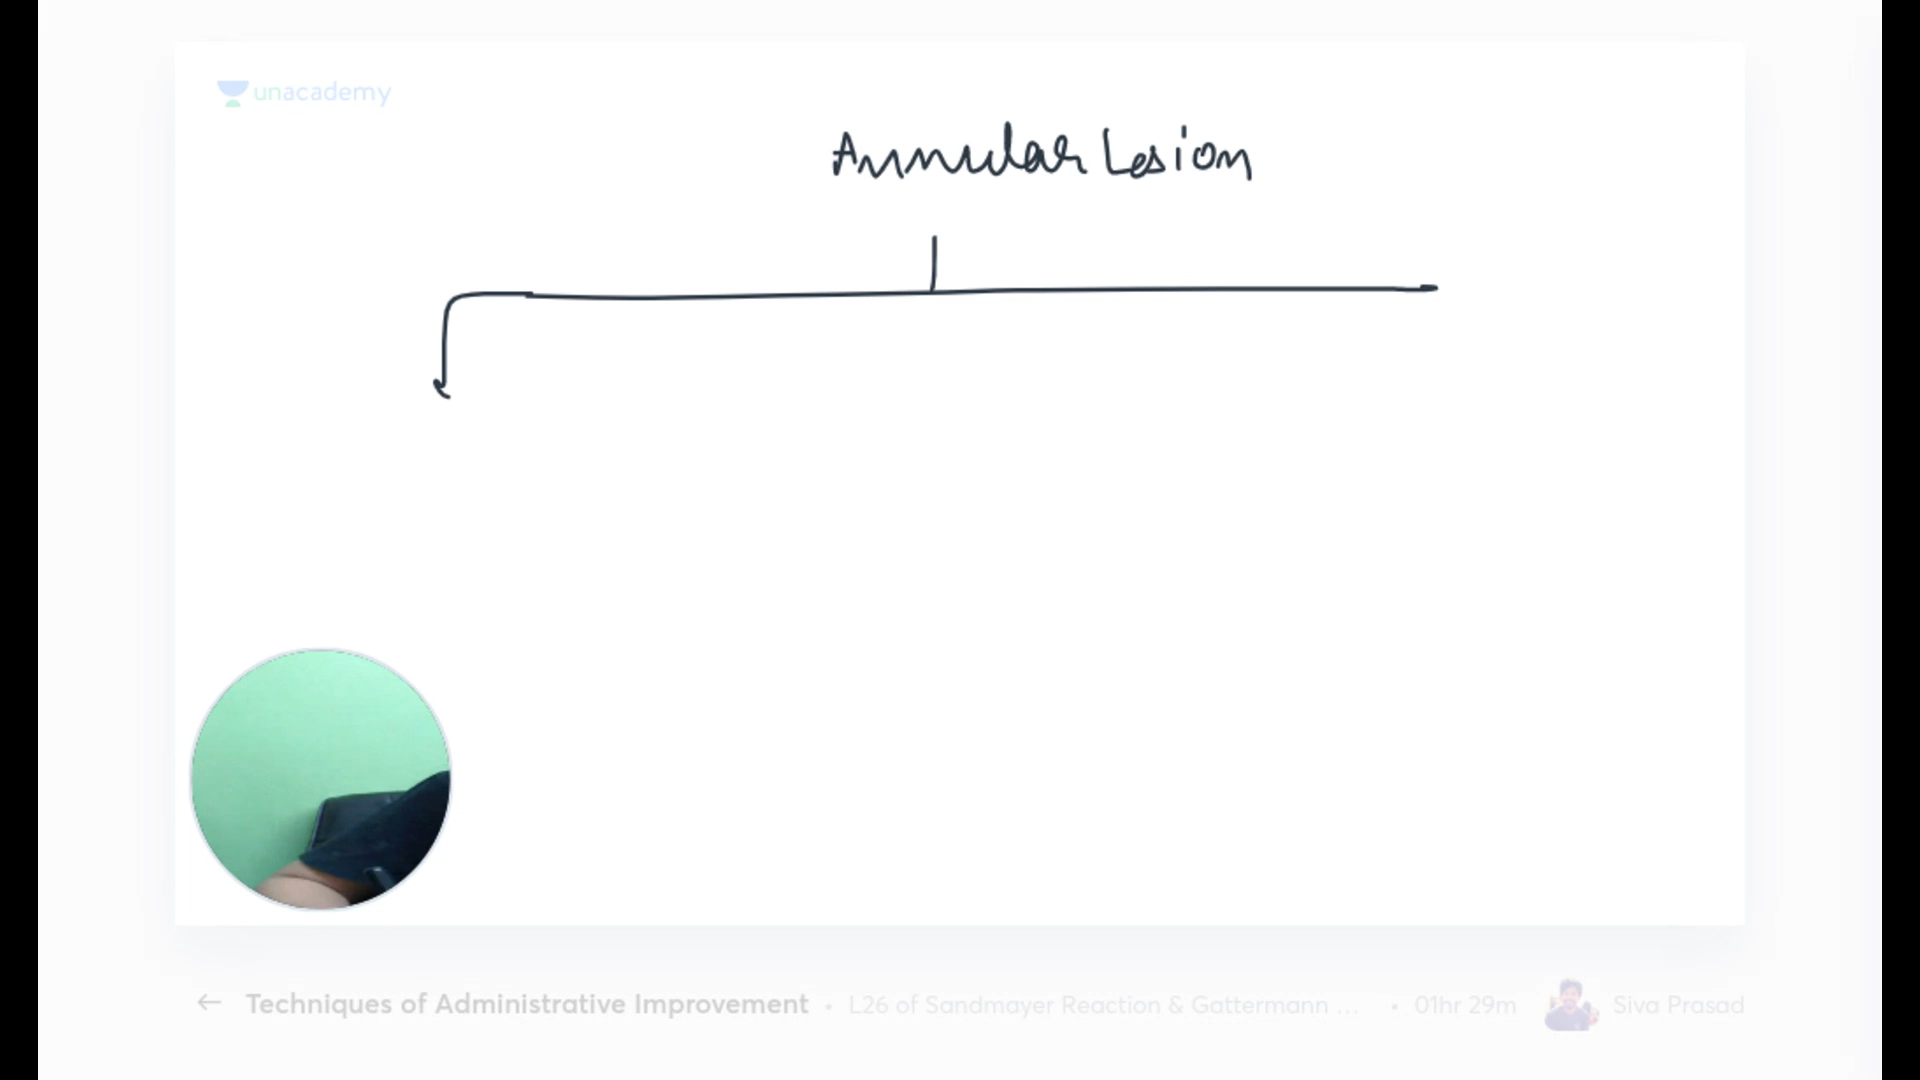 unacademy
Annular Lesion
← Techniques of Administrative Improvement • L26 of Sandmayer Reaction & Gattermann ... • 01hr 29m Siva Prasad